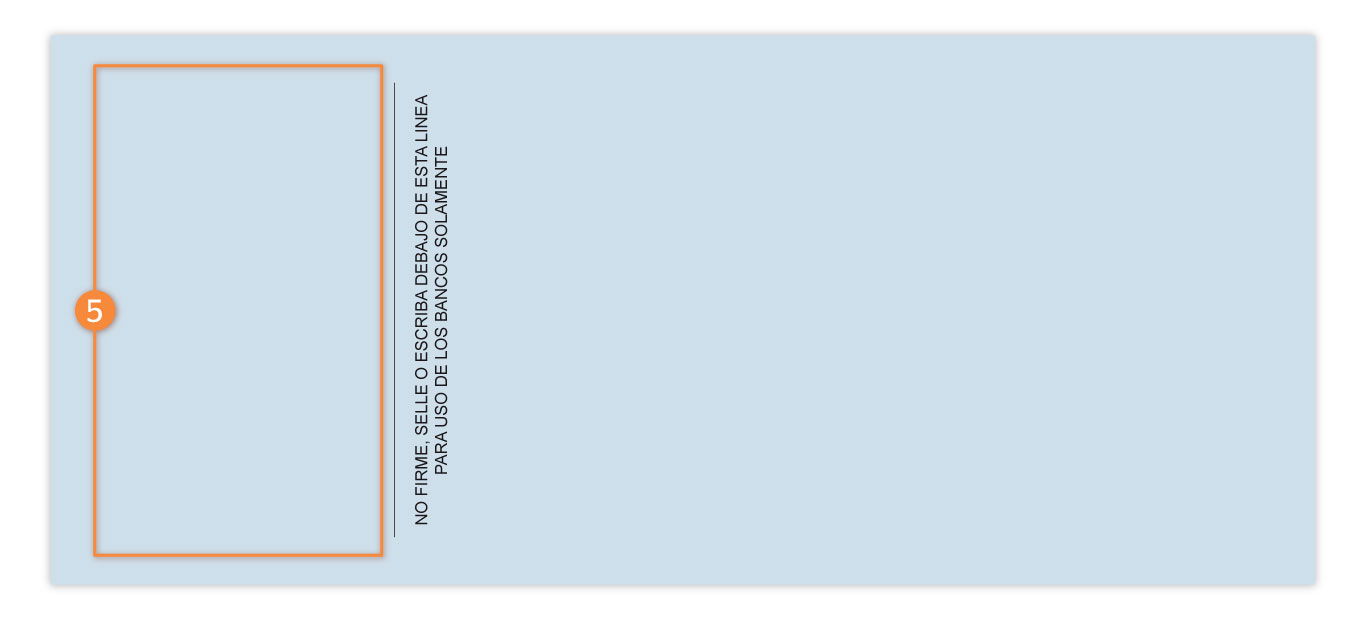 5
NO FIRME, SELLE O ESCRIBA DEBAJO DE ESTA LINEA
PARA USO DE LOS BANCOS SOLAMENTE